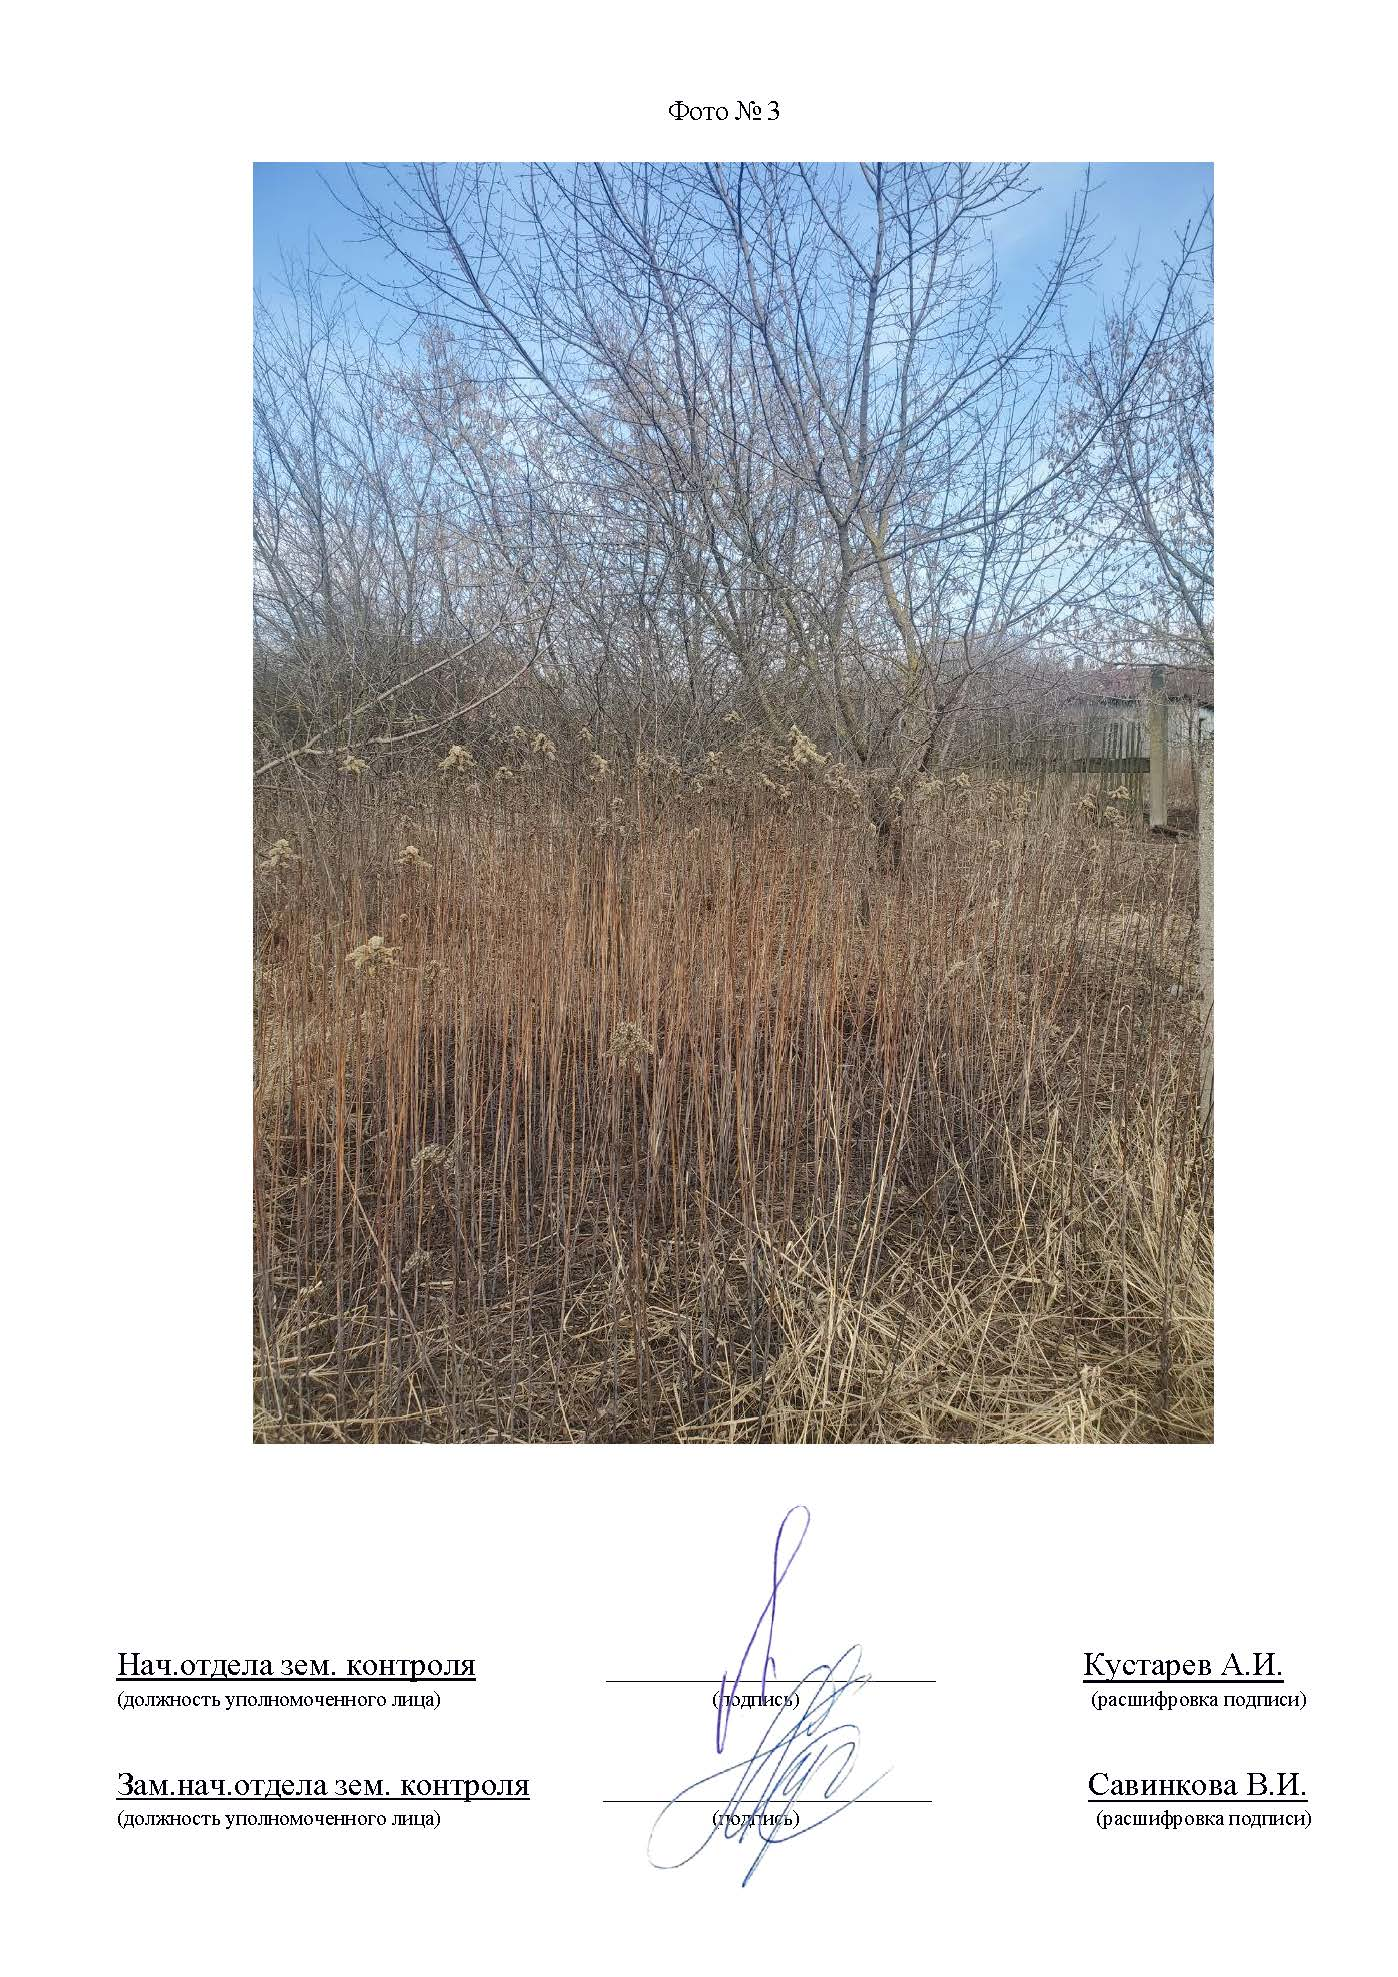 Фото № 3
Нач.отдела зем. контроля Кустарев А.И.
(должность уполномоченного лица) (подпись) (расшифровка подписи)
Зам.нач.отдела зем. контроля Савинкова В.И.
(должность уполномоченного лица) (подпись) (расшифровка подписи)